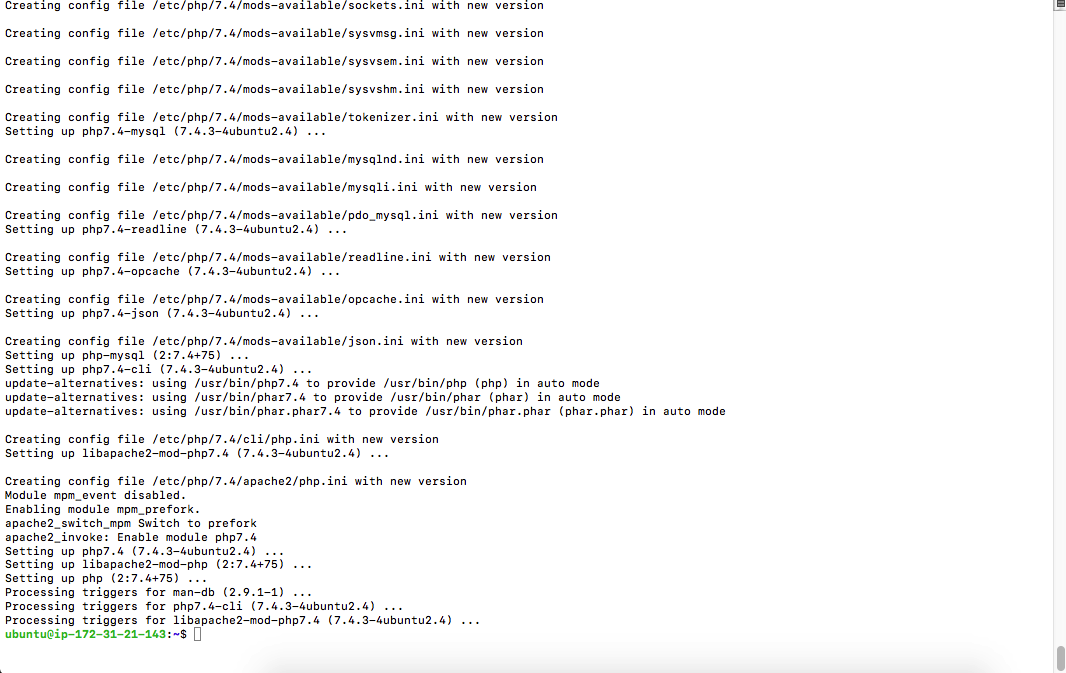 Creating config file /etc/php/7.4/mods-available/sockets.ini with new version
Creating config file /etc/php/7.4/mods-available/sysvmsg.ini with new version
Creating config file /etc/php/7.4/mods-available/sysvsem.ini with new version
Creating config file /etc/php/7.4/mods-available/sysvshm.ini with new version
Creating config file /etc/php/7.4/mods-available/tokenizer.ini with new version
Setting up php7.4-mysql (7.4.3-4ubuntu2.4) ...
Creating config file /etc/php/7.4/mods-available/mysqlnd.ini with new version
Creating config file /etc/php/7.4/mods-available/mysqli.ini with new version
Creating config file /etc/php/7.4/mods-available/pdo_mysql.ini with new version
Setting up php7.4-readline (7.4.3-4ubuntu2.4) ...
Creating config file /etc/php/7.4/mods-available/readline.ini with new version
Setting up php7.4-opcache (7.4.3-4ubuntu2.4) ...
Creating config file /etc/php/7.4/mods-available/opcache.ini with new version
Setting up php7.4-json (7.4.3-4ubuntu2.4) ...
Creating config file /etc/php/7.4/mods-available/json.ini with new version
Setting up php-mysql (2:7.4+75) ...
Setting up php7.4-cli (7.4.3-4ubuntu2.4) ...
update-alternatives: using /usr/bin/php7.4 to provide /usr/bin/php (php) in auto mode
update-alternatives: using /usr/bin/phar7.4 to provide /usr/bin/phar (phar) in auto mode
update-alternatives: using /usr/bin/phar.phar7.4 to provide /usr/bin/phar.phar (phar.phar) in auto mode
Creating config file /etc/php/7.4/cli/php.ini with new version
Setting up libapache2-mod-php7.4 (7.4.3-4ubuntu2.4) ...
Creating config file /etc/php/7.4/apache2/php.ini with new version
Module mpm_event disabled.
Enabling module mpm_prefork.
apache2_switch_mpm Switch to prefork
apache2_invoke: Enable module php7.4
Setting up php7.4 (7.4.3-4ubuntu2.4) ...
Setting up libapache2-mod-php (2:7.4+75) ...
Setting up php (2:7.4+75) ...
Processing triggers for man-db (2.9.1-1) ...
Processing triggers for php7.4-cli (7.4.3-4ubuntu2.4) ...
Processing triggers for libapache2-mod-php7.4 (7.4.3-4ubuntu2.4) ...
ubuntu@ip-172-31-21-143:~$